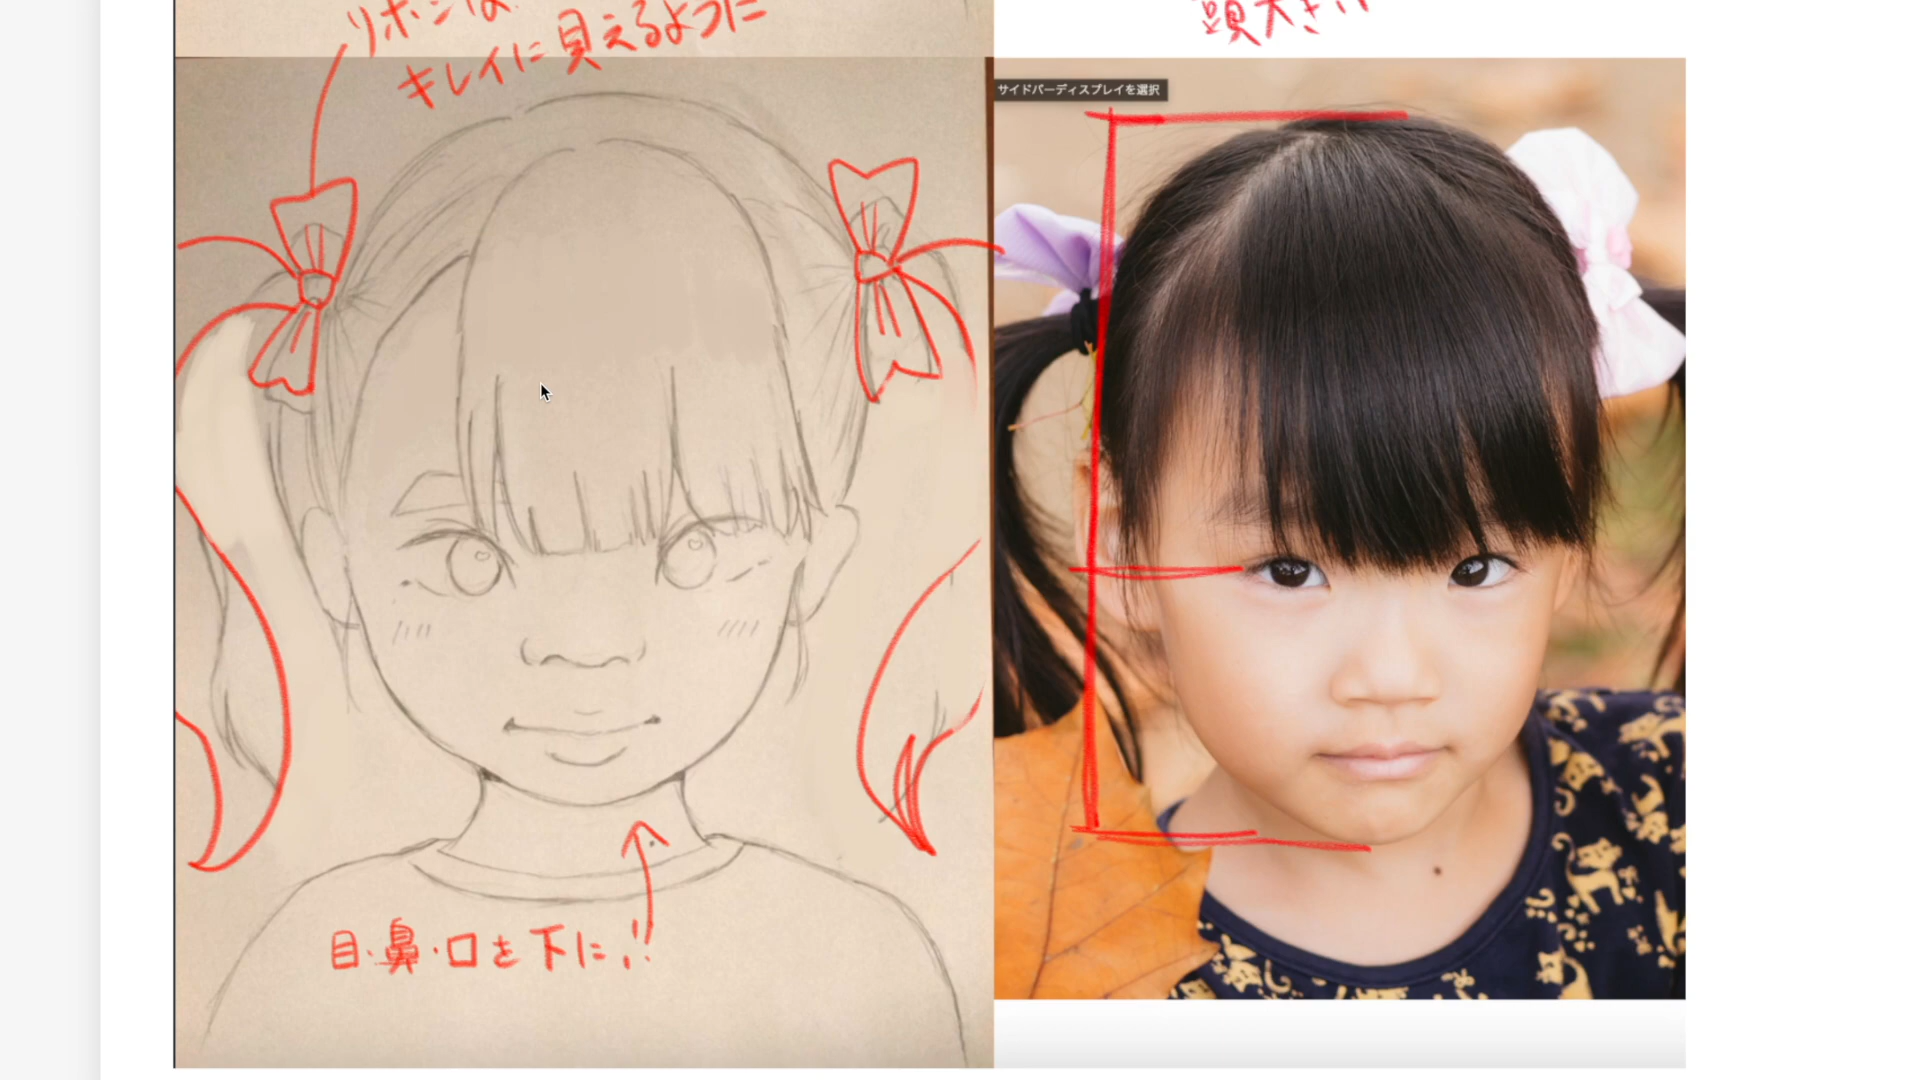 リボンは
キレイに見えるように
頭大きい
サイドバーディスプレイを選択
目・鼻・口を下に!!